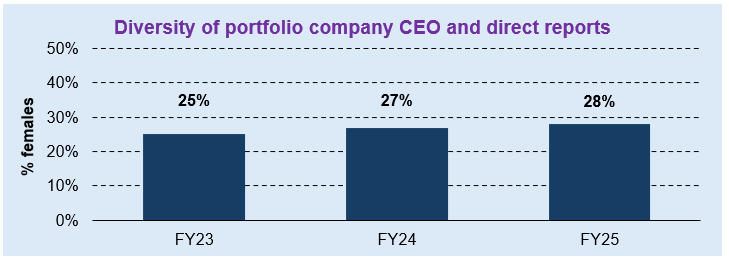 Diversity of portfolio company CEO and direct reports
50%
40%
30%
20%
10%
0%
% females
25%
27%
28%
FY23
FY24
FY25